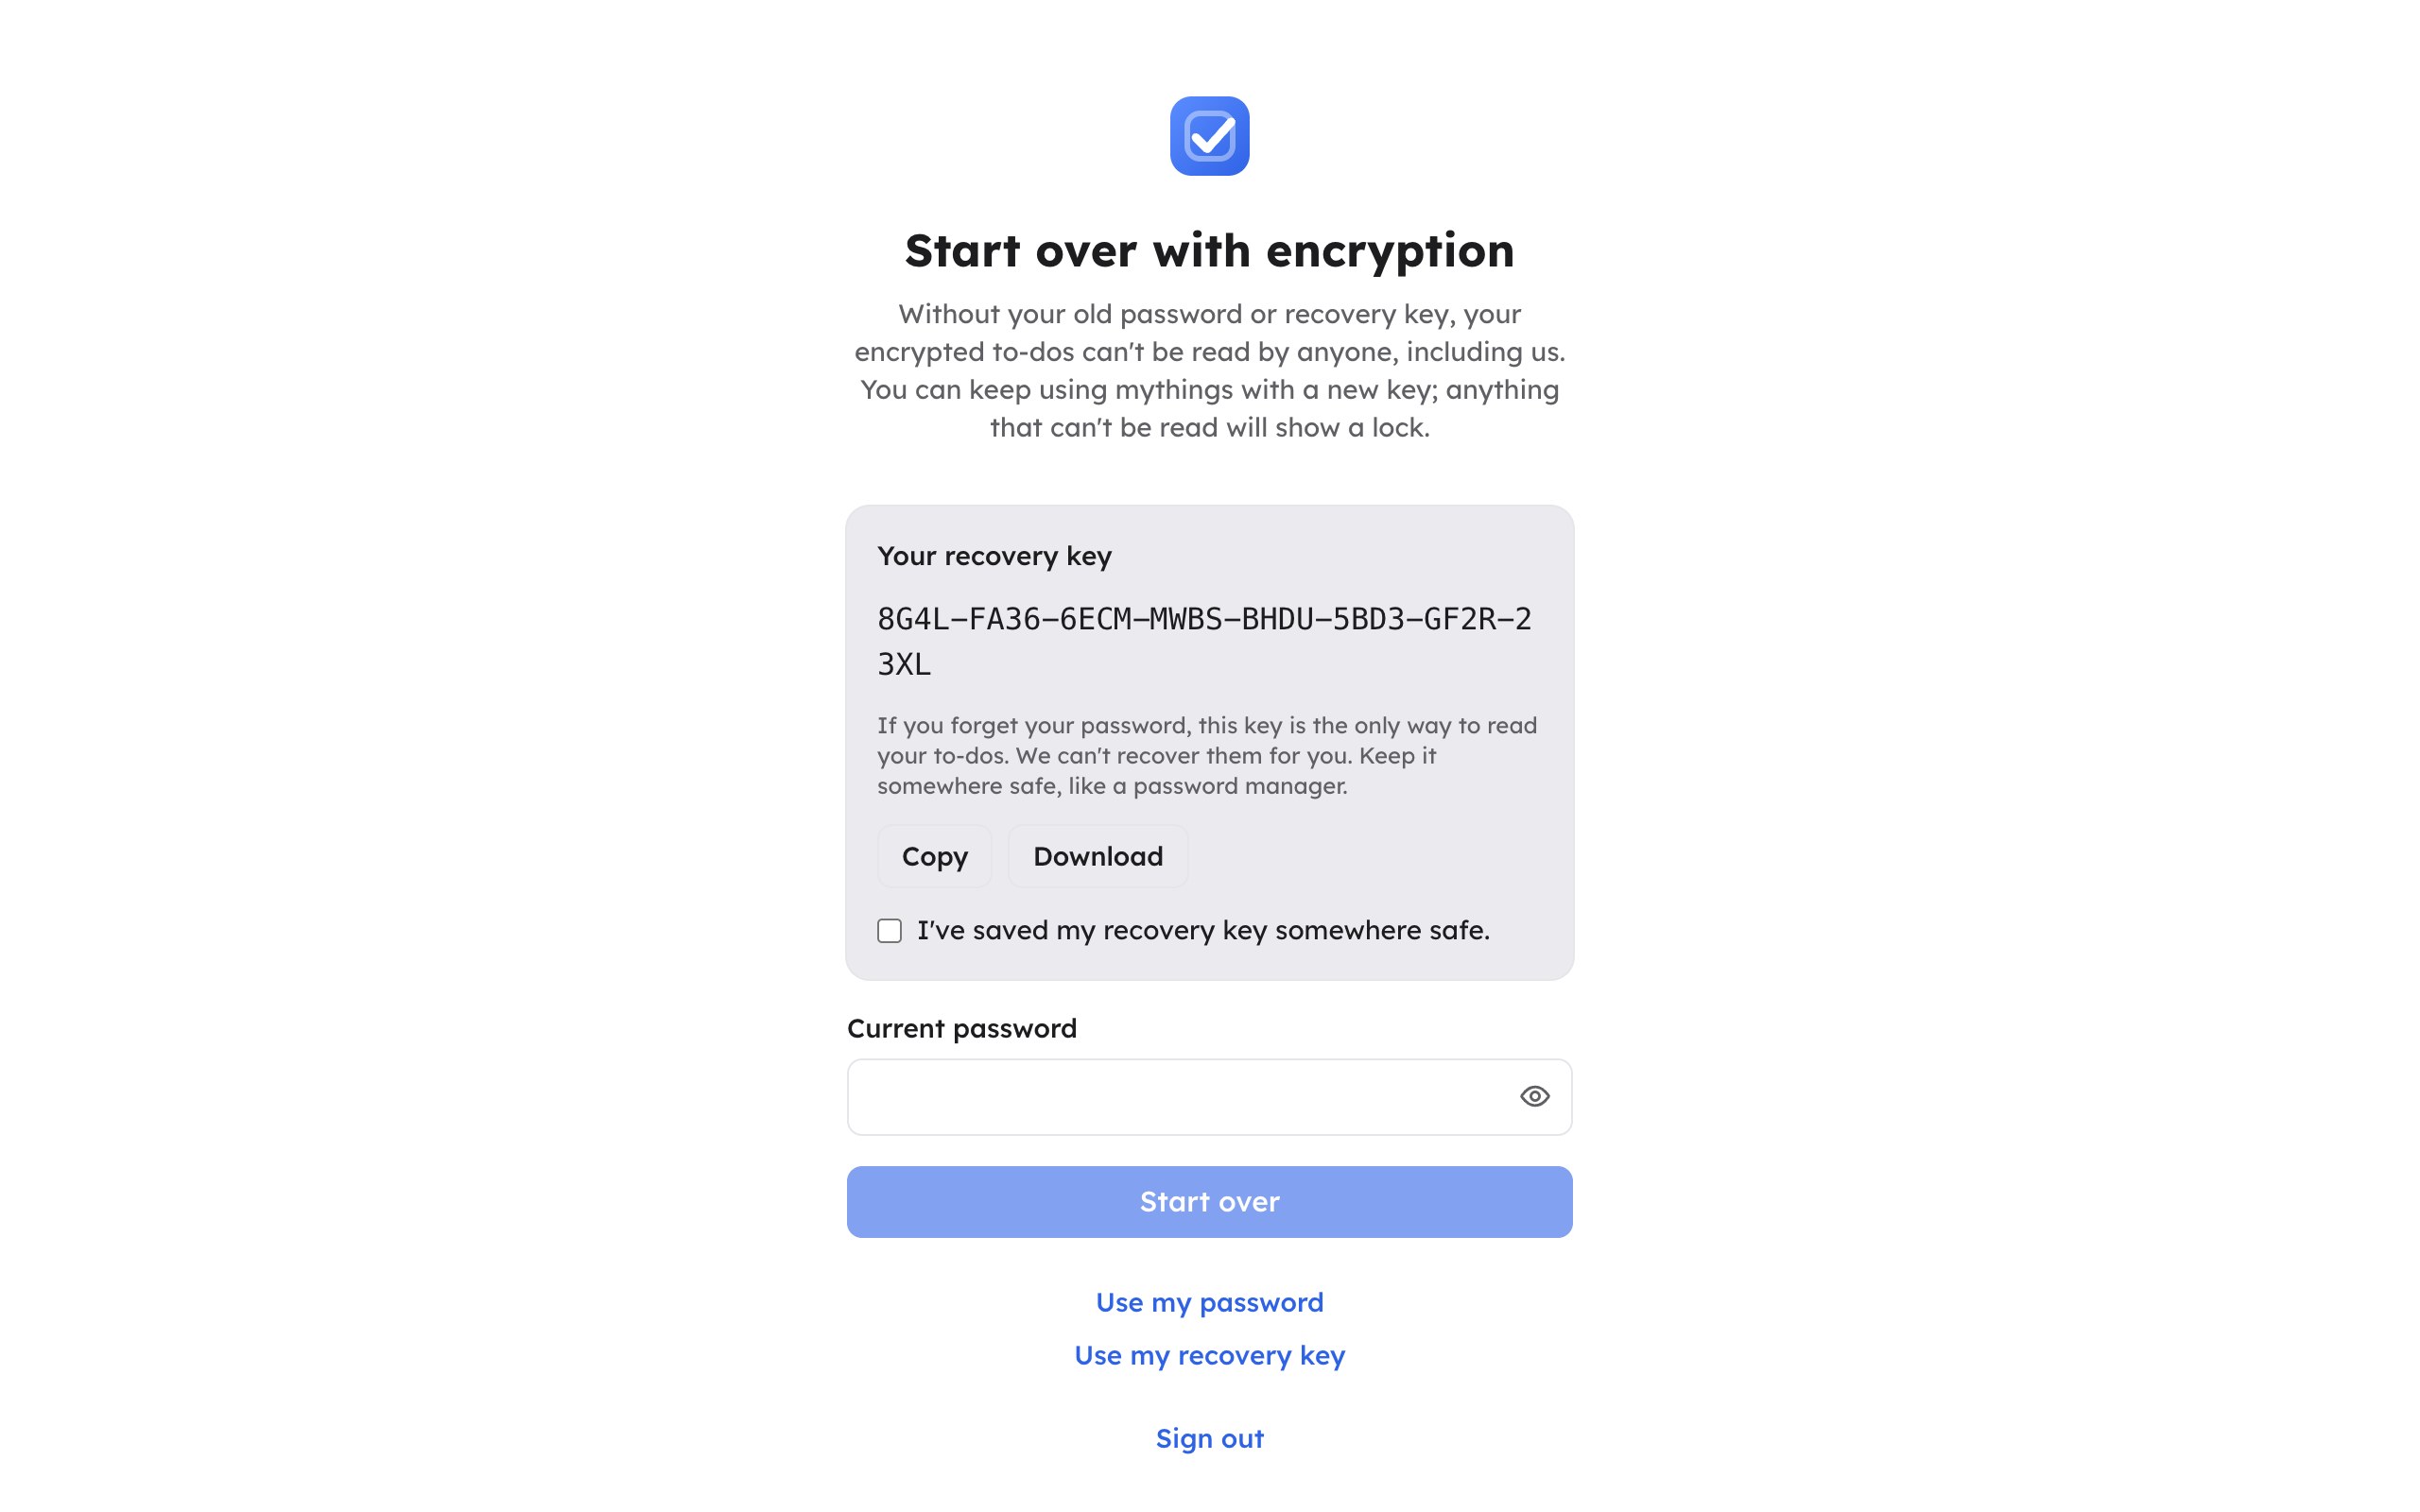 Start over with encryption
Without your old password or recovery key, your
encrypted to-dos can't be read by anyone, including us.
You can keep using mythings with a new key; anything
that can't be read will show a lock.
Your recovery key
8G4L–FA36–6ECM–MWBS–BHDU–5BD3–GF2R–2
3XL
If you forget your password, this key is the only way to read
your to-dos. We can't recover them for you. Keep it
somewhere safe, like a password manager.
Copy Download
I've saved my recovery key somewhere safe.
Current password
Start over
Use my password
Use my recovery key
Sign out